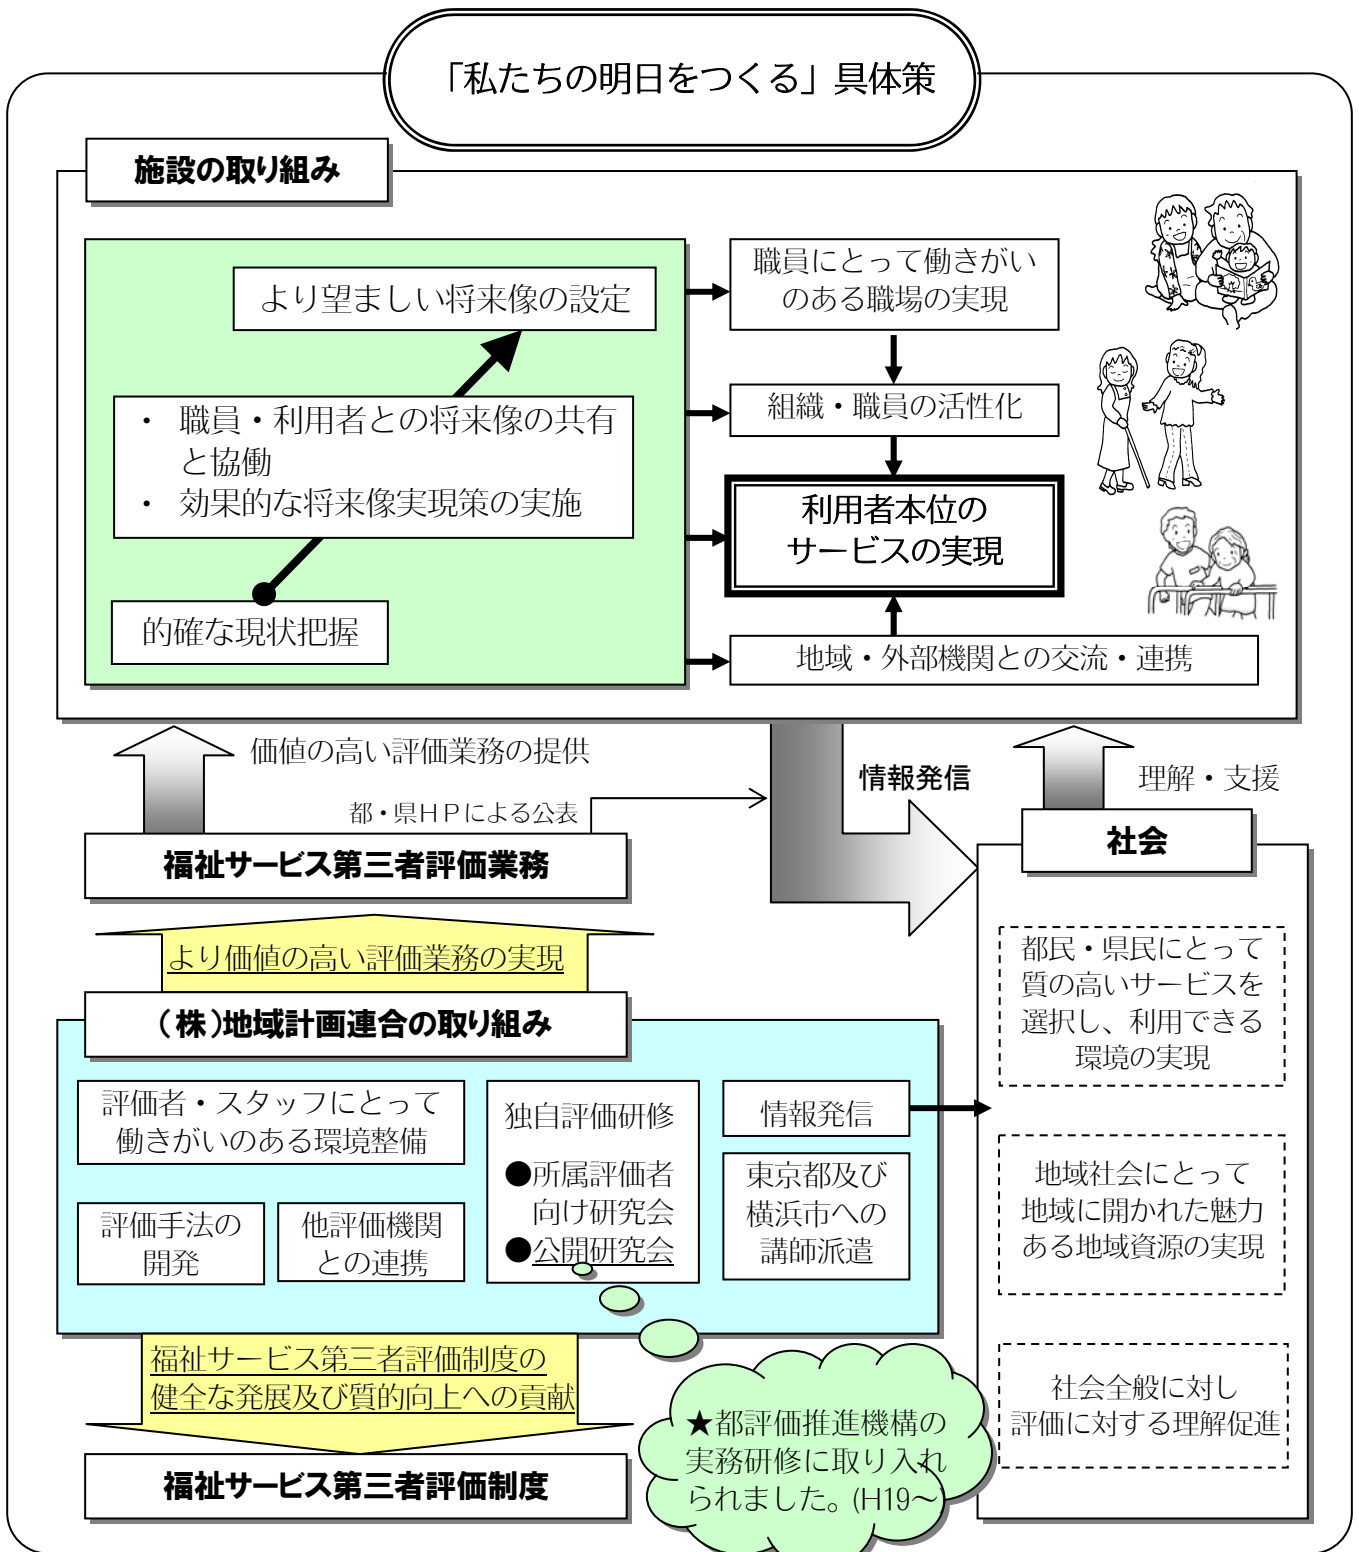 「私たちの明日をつくる」具体策
施設の取り組み
より望ましい将来像の設定
・ 職員・利用者との将来像の共有
と協働
・ 効果的な将来像実現策の実施
的確な現状把握
職員にとって働きがい
のある職場の実現
組織・職員の活性化
利用者本位の
サービスの実現
地域・外部機関との交流・連携
価値の高い評価業務の提供
都・県HPによる公表
情報発信
理解・支援
福祉サービス第三者評価業務
社会
より価値の高い評価業務の実現
(株)地域計画連合の取り組み
評価者・スタッフにとって
働きがいのある環境整備
評価手法の
開発
他評価機関
との連携
独自評価研修
●所属評価者
向け研究会
●公開研究会
情報発信
東京都及び
横浜市への
講師派遣
都民・県民にとって
質の高いサービスを
選択し、利用できる
環境の実現
地域社会にとって
地域に開かれた魅力
ある地域資源の実現
社会全般に対し
評価に対する理解促進
福祉サービス第三者評価制度の
健全な発展及び質的向上への貢献
福祉サービス第三者評価制度
★都評価推進機構の
実務研修に取り入れ
られました。(H19~)